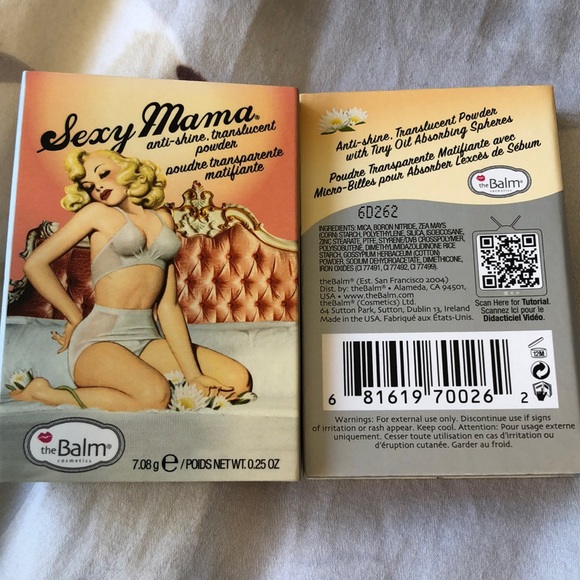 Sexy Mama®
anti-shine, translucent
powder
poudre transparente
matifiante
theBalm®
cosmetics
7.08 g e / POIDS NET WT. 0.25 OZ
Anti-shine, Translucent Powder
with Tiny Oil Absorbing Spheres
Poudre Transparente Matifiante avec
Micro-Billes pour Absorber L'excès de Sébum
theBalm®
cosmetics
6D262
INGREDIENTS: MICA, BORON NITRIDE, ZEA MAYS
(CORN) STARCH, POLYETHYLENE, SILICA, ISOEICOSANE,
ZINC STEARATE, PTFE, STYRENE/DVB CROSSPOLYMER,
POLYISOBUTENE, DIMETHYLIMIDAZOLIDINONE RICE
STARCH, GOSSYPIUM HERBACEUM (COTTON)
POWDER, SODIUM DEHYDROACETATE, DIMETHICONE,
IRON OXIDES (CI 77491, CI 77492, CI 77499).
theBalm® (Est. San Francisco 2004)
Dist. by: theBalm® • Alameda, CA 94501,
USA • www.theBalm.com
theBalm® (Cosmetics) Ltd.
64 Sutton Park, Sutton, Dublin 13, Ireland
Made in the USA. Fabriqué aux États-Unis.
Scan Here for Tutorial.
Scannez Ici pour le
Didacticiel Vidéo.
12M
6 81619 70026 2
Warnings: For external use only. Discontinue use if signs
of irritation or rash appear. Keep cool. Attention: Pour usage externe
uniquement. Cesser toute utilisation en cas d'irritation ou
d'éruption cutanée. Garder au froid.